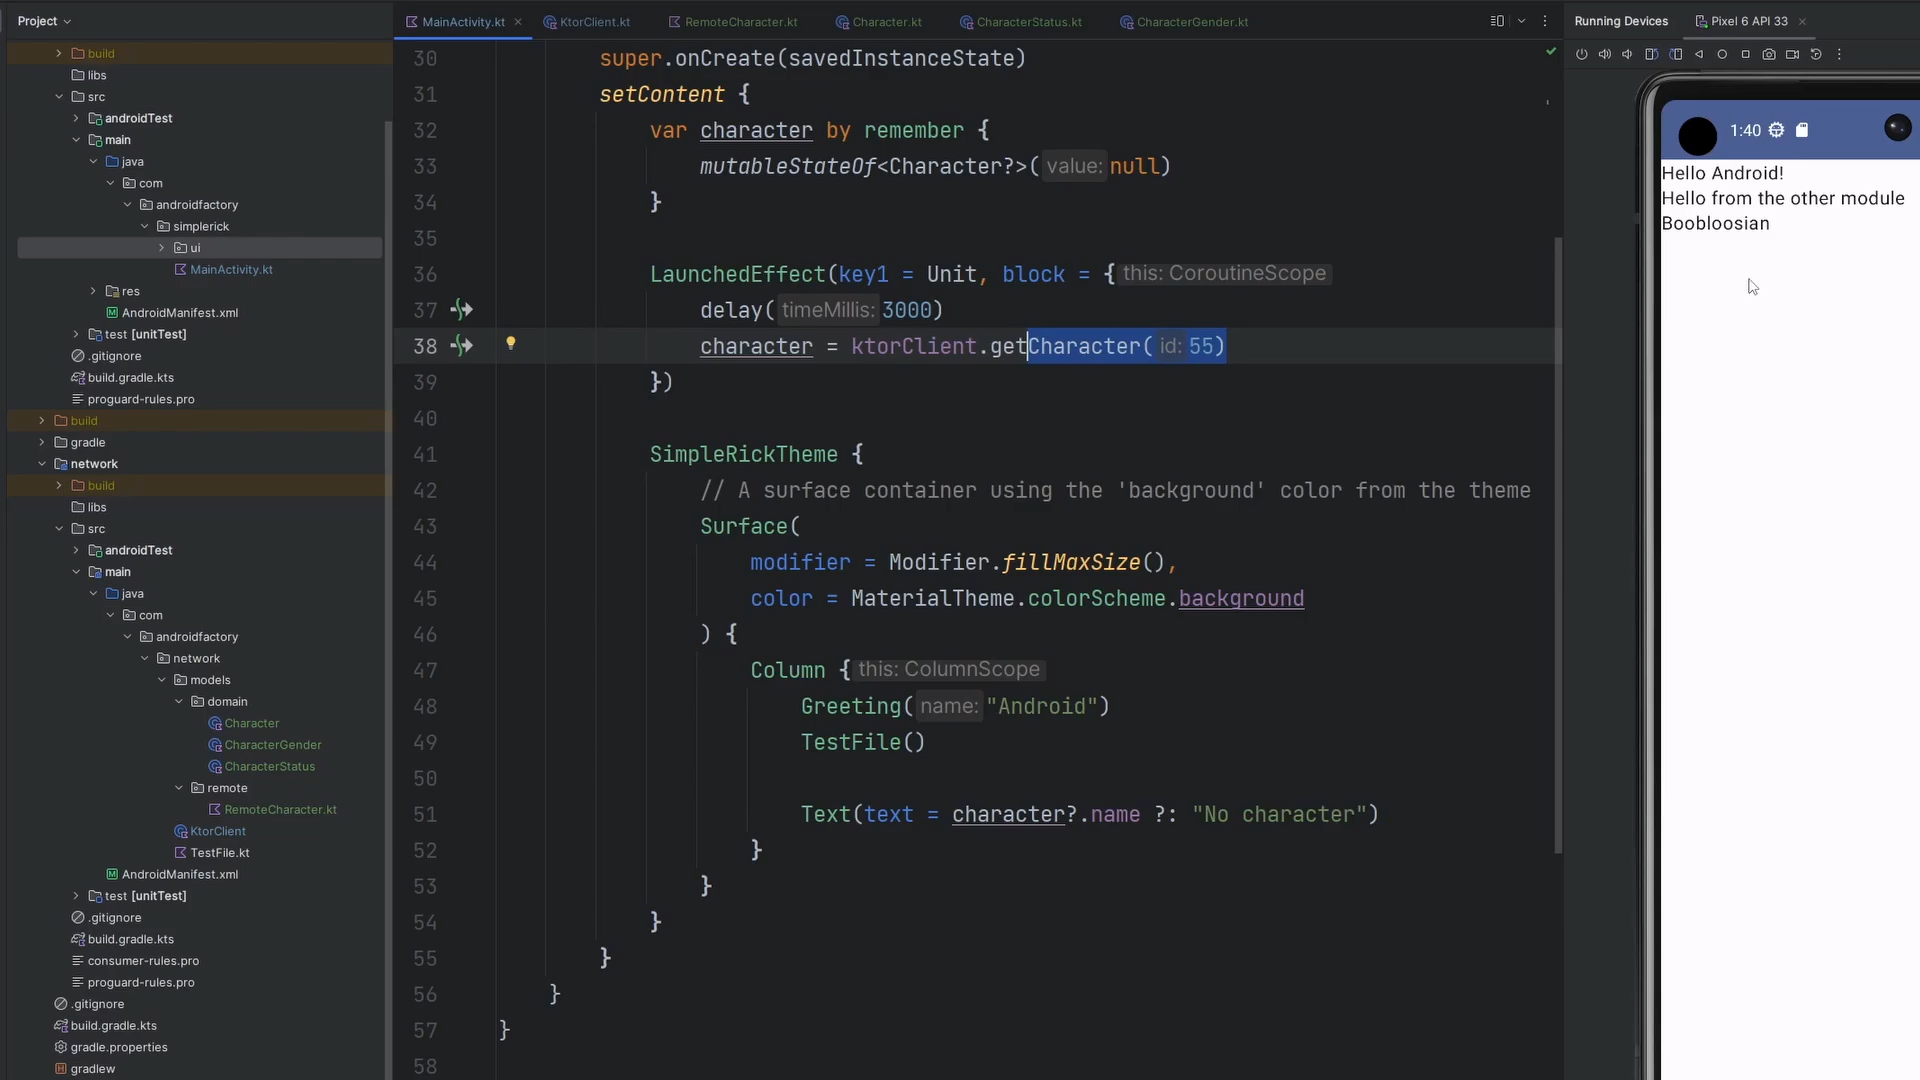 Project
MainActivity.kt
KtorClient.kt
RemoteCharacter.kt
Character.kt
CharacterStatus.kt
CharacterGender.kt
Running Devices
Pixel 6 API 33
build
libs
src
androidTest
main
java
com
androidfactory
simplerick
ui
MainActivity.kt
res
AndroidManifest.xml
test [unitTest]
.gitignore
build.gradle.kts
proguard-rules.pro
build
gradle
network
build
libs
src
androidTest
main
java
com
androidfactory
network
models
domain
Character
CharacterGender
CharacterStatus
remote
RemoteCharacter.kt
KtorClient
TestFile.kt
AndroidManifest.xml
test [unitTest]
.gitignore
build.gradle.kts
consumer-rules.pro
proguard-rules.pro
.gitignore
build.gradle.kts
gradle.properties
gradlew
30 super.onCreate(savedInstanceState)
31 setContent {
32 var character by remember {
33 mutableStateOf<Character?>( value: null)
34 }
35
36 LaunchedEffect(key1 = Unit, block = { this: CoroutineScope
37 delay( timeMillis: 3000)
38 character = ktorClient.getCharacter( id: 55)
39 })
40
41 SimpleRickTheme {
42 // A surface container using the 'background' color from the theme
43 Surface(
44 modifier = Modifier.fillMaxSize(),
45 color = MaterialTheme.colorScheme.background
46 ) {
47 Column { this: ColumnScope
48 Greeting( name: "Android")
49 TestFile()
50
51 Text(text = character?.name ?: "No character")
52 }
53 }
54 }
55 }
56 }
57 }
58
1:40
Hello Android!
Hello from the other module
Boobloosian